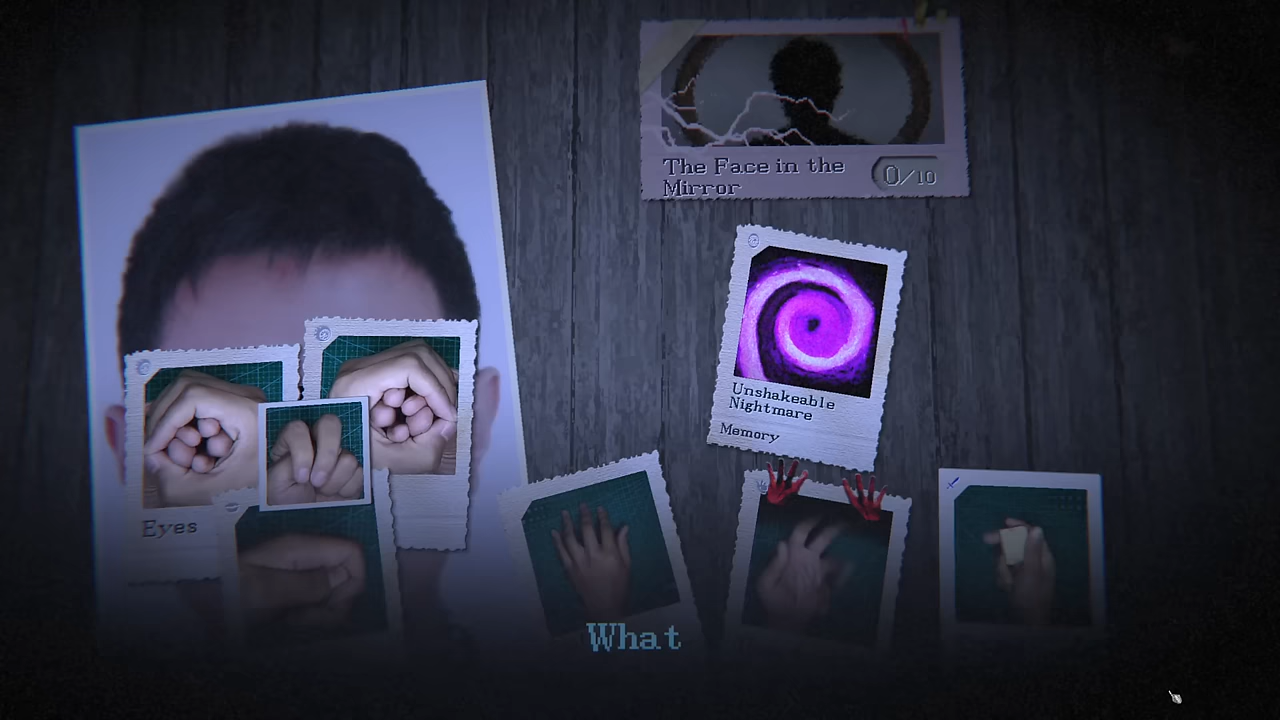 The Face in the
Mirror
0/10
Unshakeable
Nightmare
Memory
Eyes
What